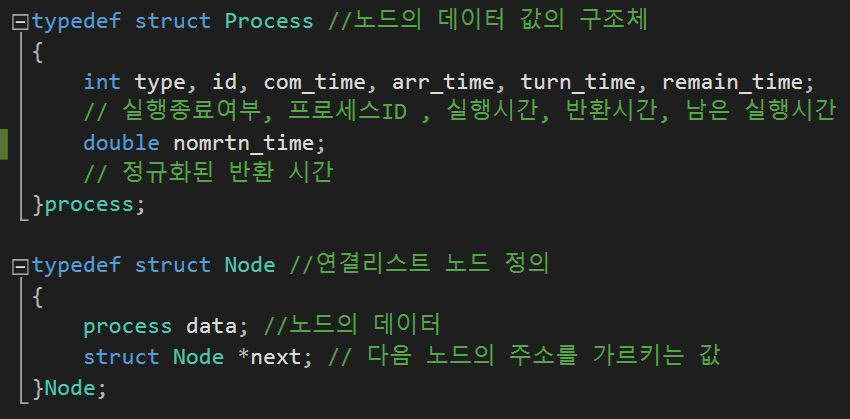 typedef struct Process //노드의 데이터 값의 구조체
{
int type, id, com_time, arr_time, turn_time, remain_time;
// 실행종료여부, 프로세스ID , 실행시간, 반환시간, 남은 실행시간
double nomrtn_time;
// 정규화된 반환 시간
}process;
typedef struct Node //연결리스트 노드 정의
{
process data; //노드의 데이터
struct Node *next; // 다음 노드의 주소를 가르키는 값
}Node;